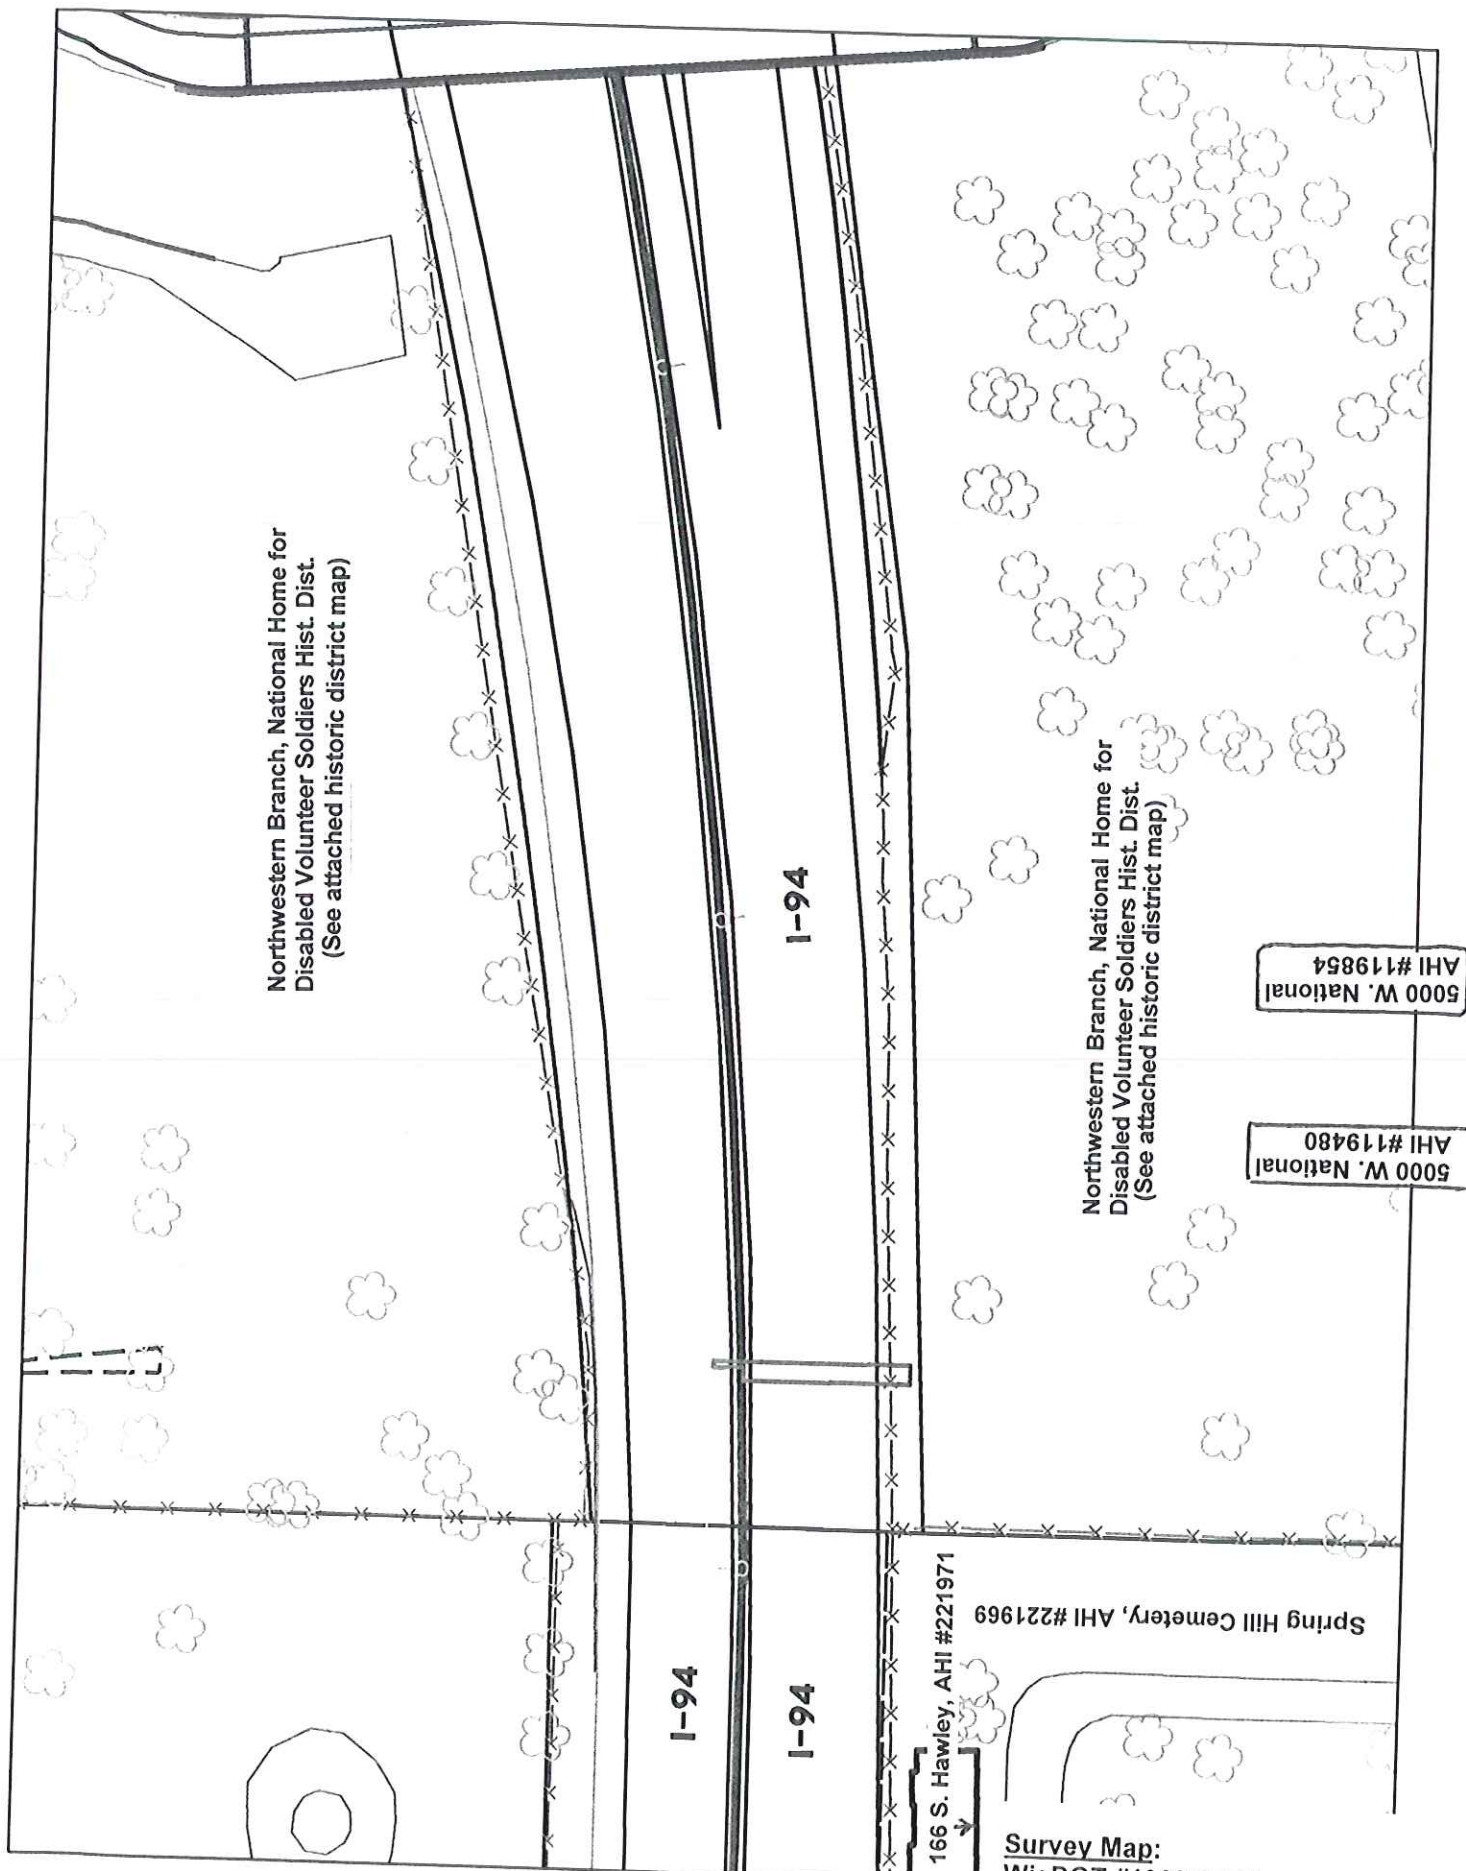 Northwestern Branch, National Home for
Disabled Volunteer Soldiers Hist. Dist.
(See attached historic district map)
I-94
Northwestern Branch, National Home for
Disabled Volunteer Soldiers Hist. Dist.
(See attached historic district map)
5000 W. National
AHI #119854
5000 W. National
AHI #119480
I-94
I-94
166 S. Hawley, AHI #221971
Spring Hill Cemetery, AHI #221969
Survey Map: